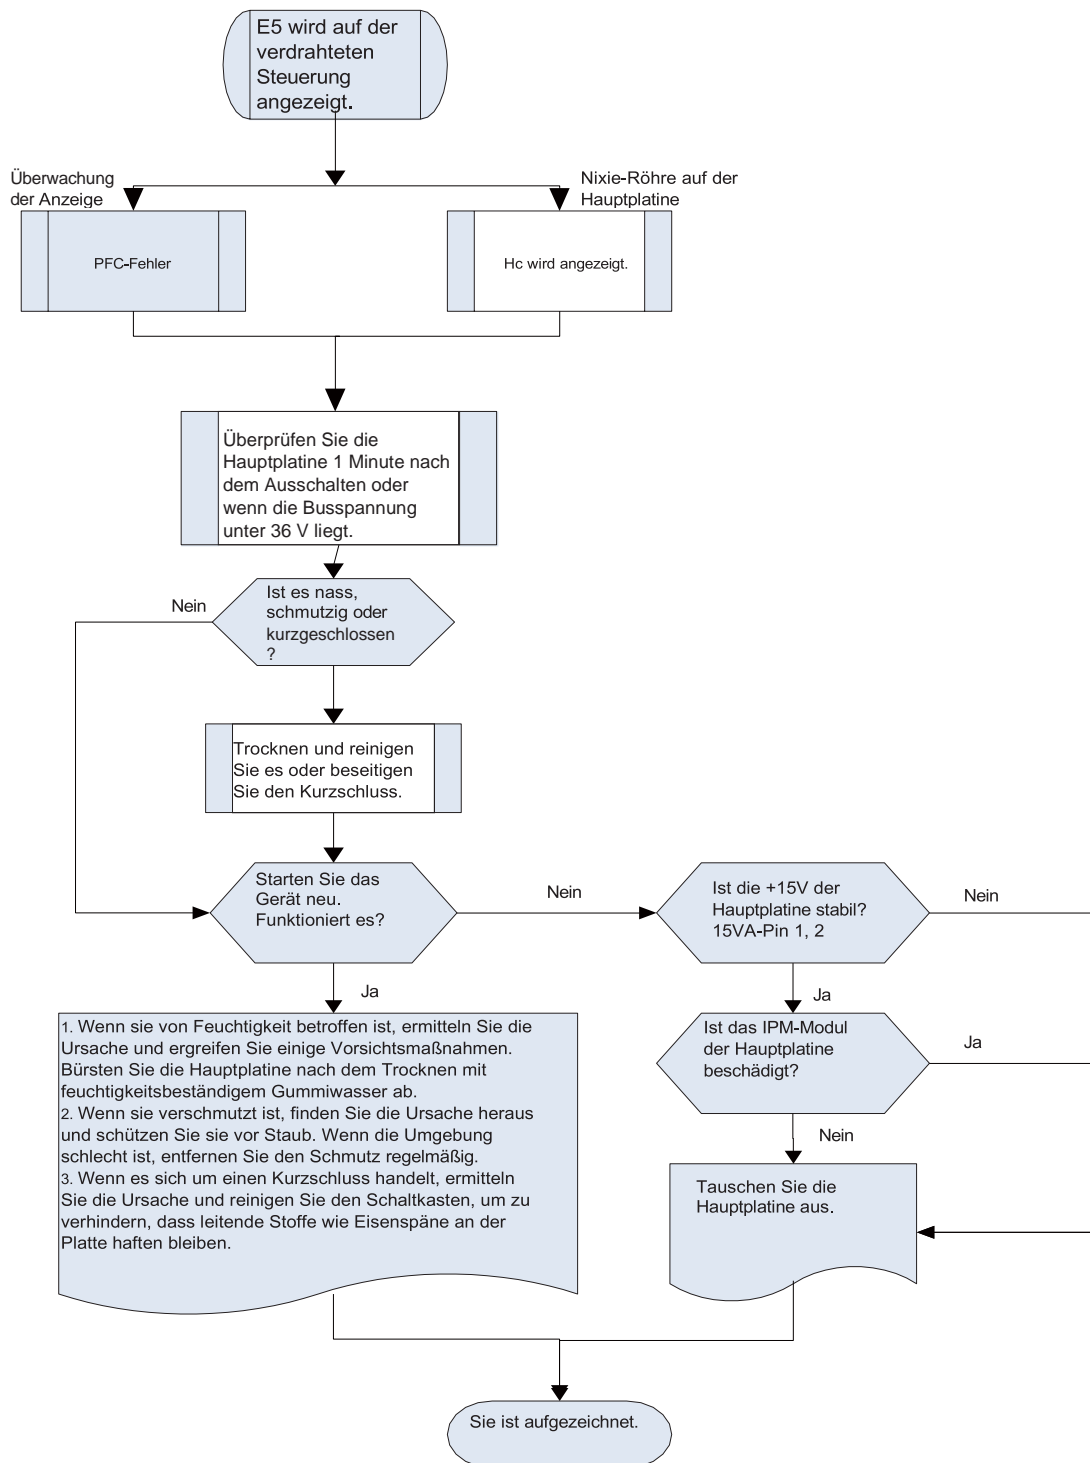 E5 wird auf der
verdrahteten
Steuerung
angezeigt.
Überwachung
der Anzeige
Nixie-Röhre auf der
Hauptplatine
PFC-Fehler
Hc wird angezeigt.
Überprüfen Sie die
Hauptplatine 1 Minute nach
dem Ausschalten oder
wenn die Busspannung
unter 36 V liegt.
Nein
Ist es nass,
schmutzig oder
kurzgeschlossen
?
Trocknen und reinigen
Sie es oder beseitigen
Sie den Kurzschluss.
Starten Sie das
Gerät neu.
Funktioniert es?
Nein
Ist die +15V der
Hauptplatine stabil?
15VA-Pin 1, 2
Nein
Ja
Ja
1. Wenn sie von Feuchtigkeit betroffen ist, ermitteln Sie die
Ursache und ergreifen Sie einige Vorsichtsmaßnahmen.
Bürsten Sie die Hauptplatine nach dem Trocknen mit
feuchtigkeitsbeständigem Gummiwasser ab.
2. Wenn sie verschmutzt ist, finden Sie die Ursache heraus
und schützen Sie sie vor Staub. Wenn die Umgebung
schlecht ist, entfernen Sie den Schmutz regelmäßig.
3. Wenn es sich um einen Kurzschluss handelt, ermitteln
Sie die Ursache und reinigen Sie den Schaltkasten, um zu
verhindern, dass leitende Stoffe wie Eisenspäne an der
Platte haften bleiben.
Ist das IPM-Modul
der Hauptplatine
beschädigt?
Ja
Nein
Tauschen Sie die
Hauptplatine aus.
Sie ist aufgezeichnet.